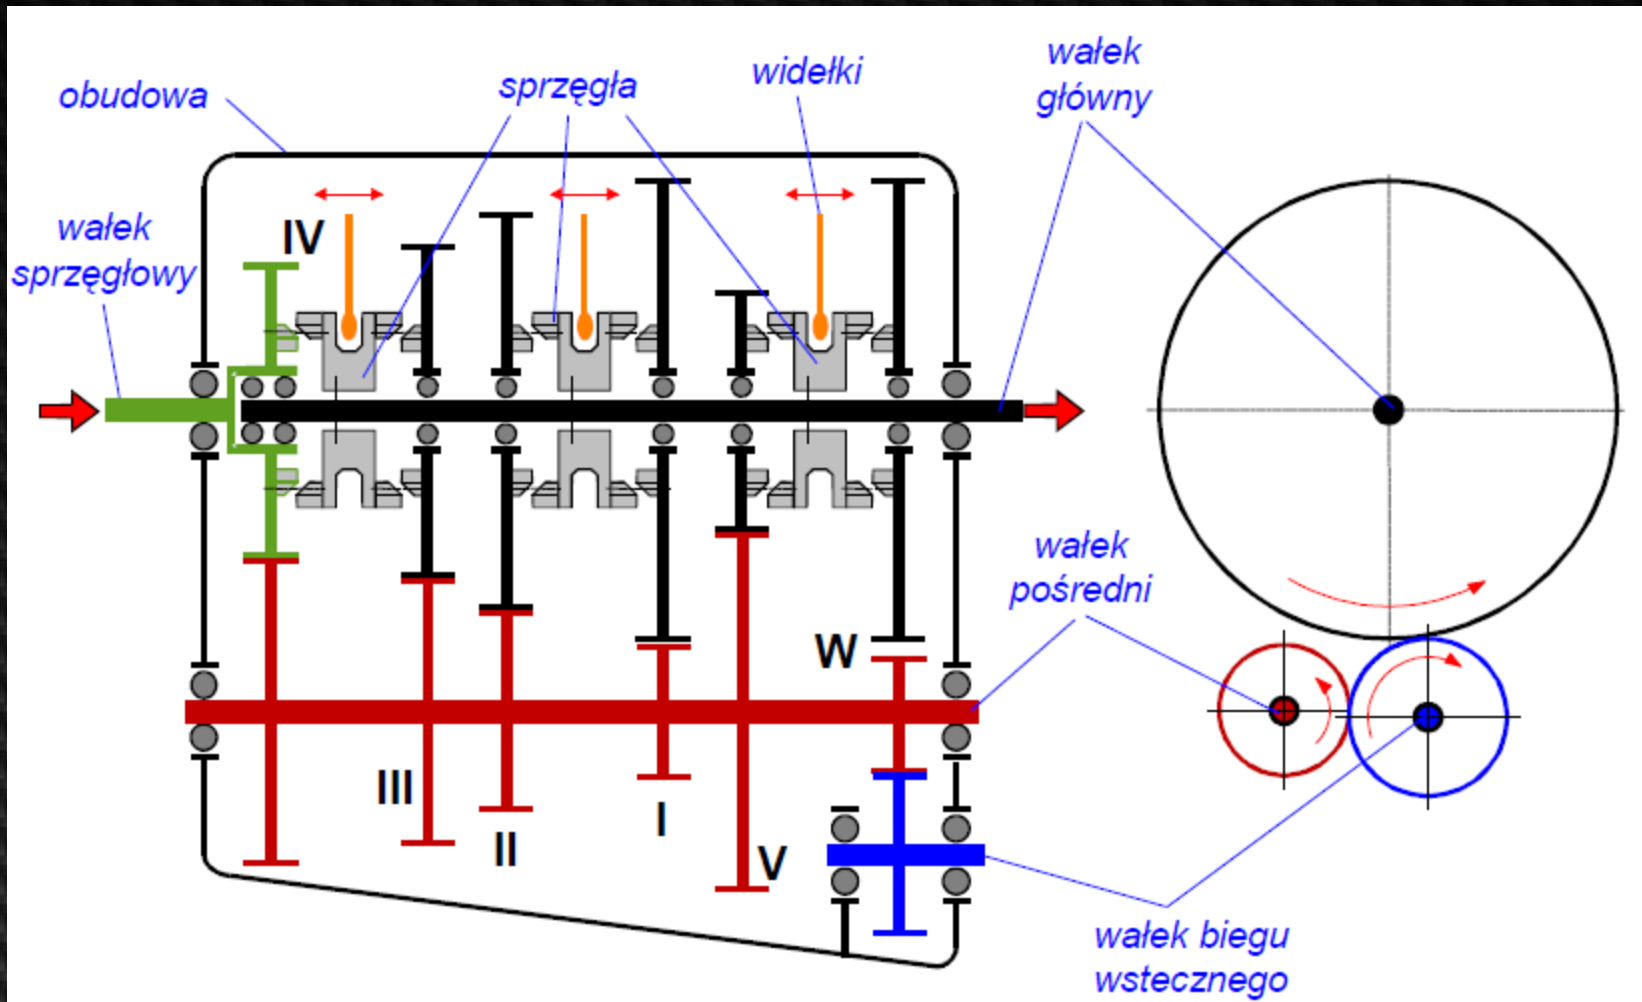 obudowa
sprzęgła
widełki
wałek
główny
wałek
sprzęgłowy
IV
wałek
pośredni
W
III
II
I
V
wałek biegu
wstecznego